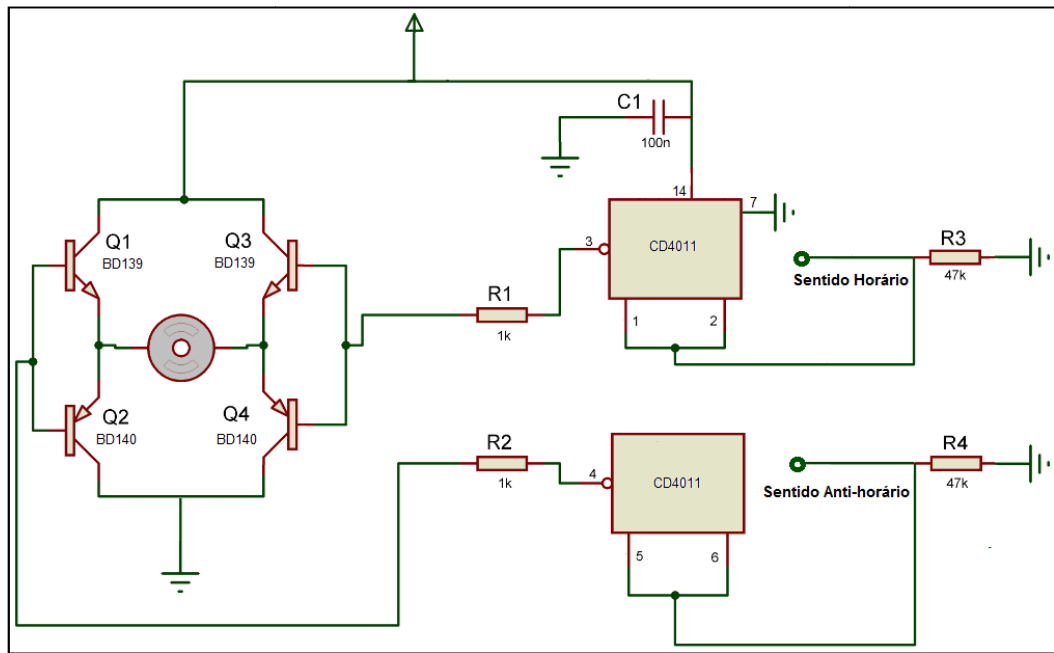 C1
100n
14
7
Q1
BD139
Q3
BD139
3
CD4011
R3
47k
Sentido Horário
R1
1k
1
2
Q2
BD140
Q4
BD140
R2
1k
4
CD4011
R4
47k
Sentido Anti-horário
5
6